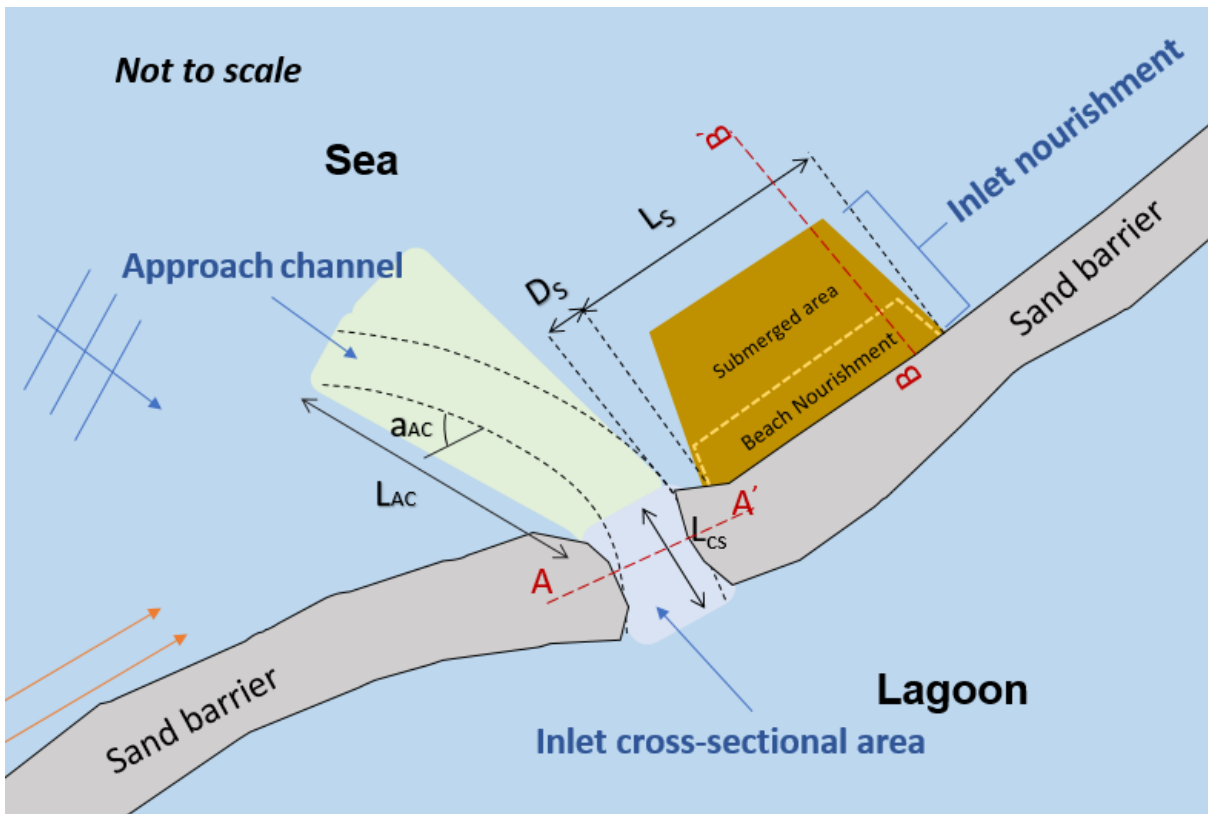 Not to scale
Sea
Inlet nourishment
B'
LS
Approach channel
DS
Submerged area
Sand barrier
Beach Nourishment
B
aAC
LAC
A'
LCS
A
Sand barrier
Lagoon
Inlet cross-sectional area